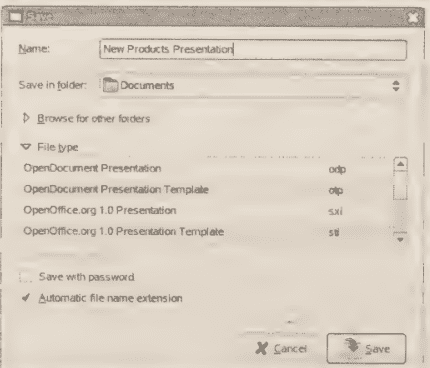 Save
Name: New Products Presentation
Save in folder: Documents
Browse for other folders
File type
OpenDocument Presentation odp
OpenDocument Presentation Template otp
OpenOffice.org 1.0 Presentation sxi
OpenOffice.org 1.0 Presentation Template sti
Save with password
Automatic file name extension
Cancel Save